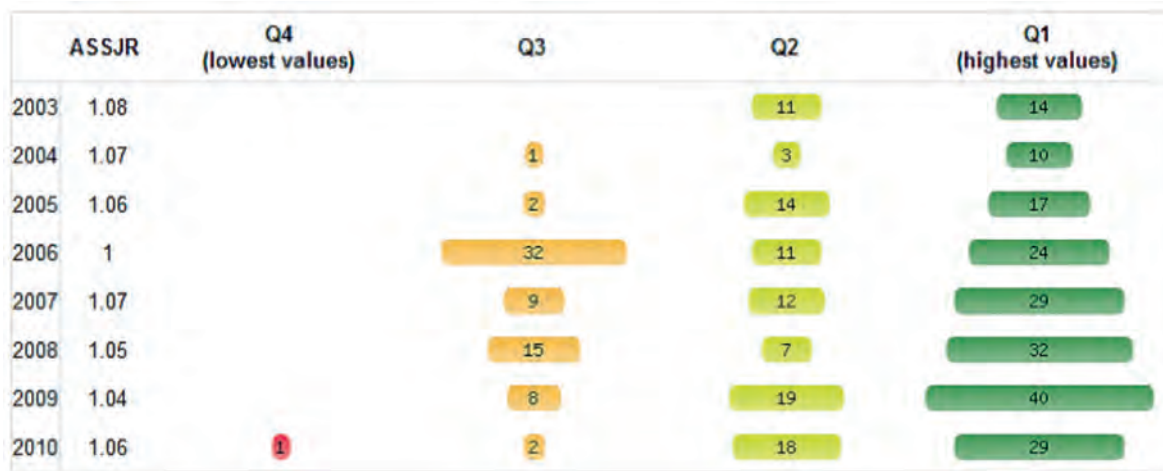 ASSJR Q4 (lowest values) Q3 Q2 Q1 (highest values)
2003 1.08 11 14
2004 1.07 1 3 10
2005 1.06 2 14 17
2006 1 32 11 24
2007 1.07 9 12 29
2008 1.05 15 7 32
2009 1.04 8 19 40
2010 1.06 1 2 18 29